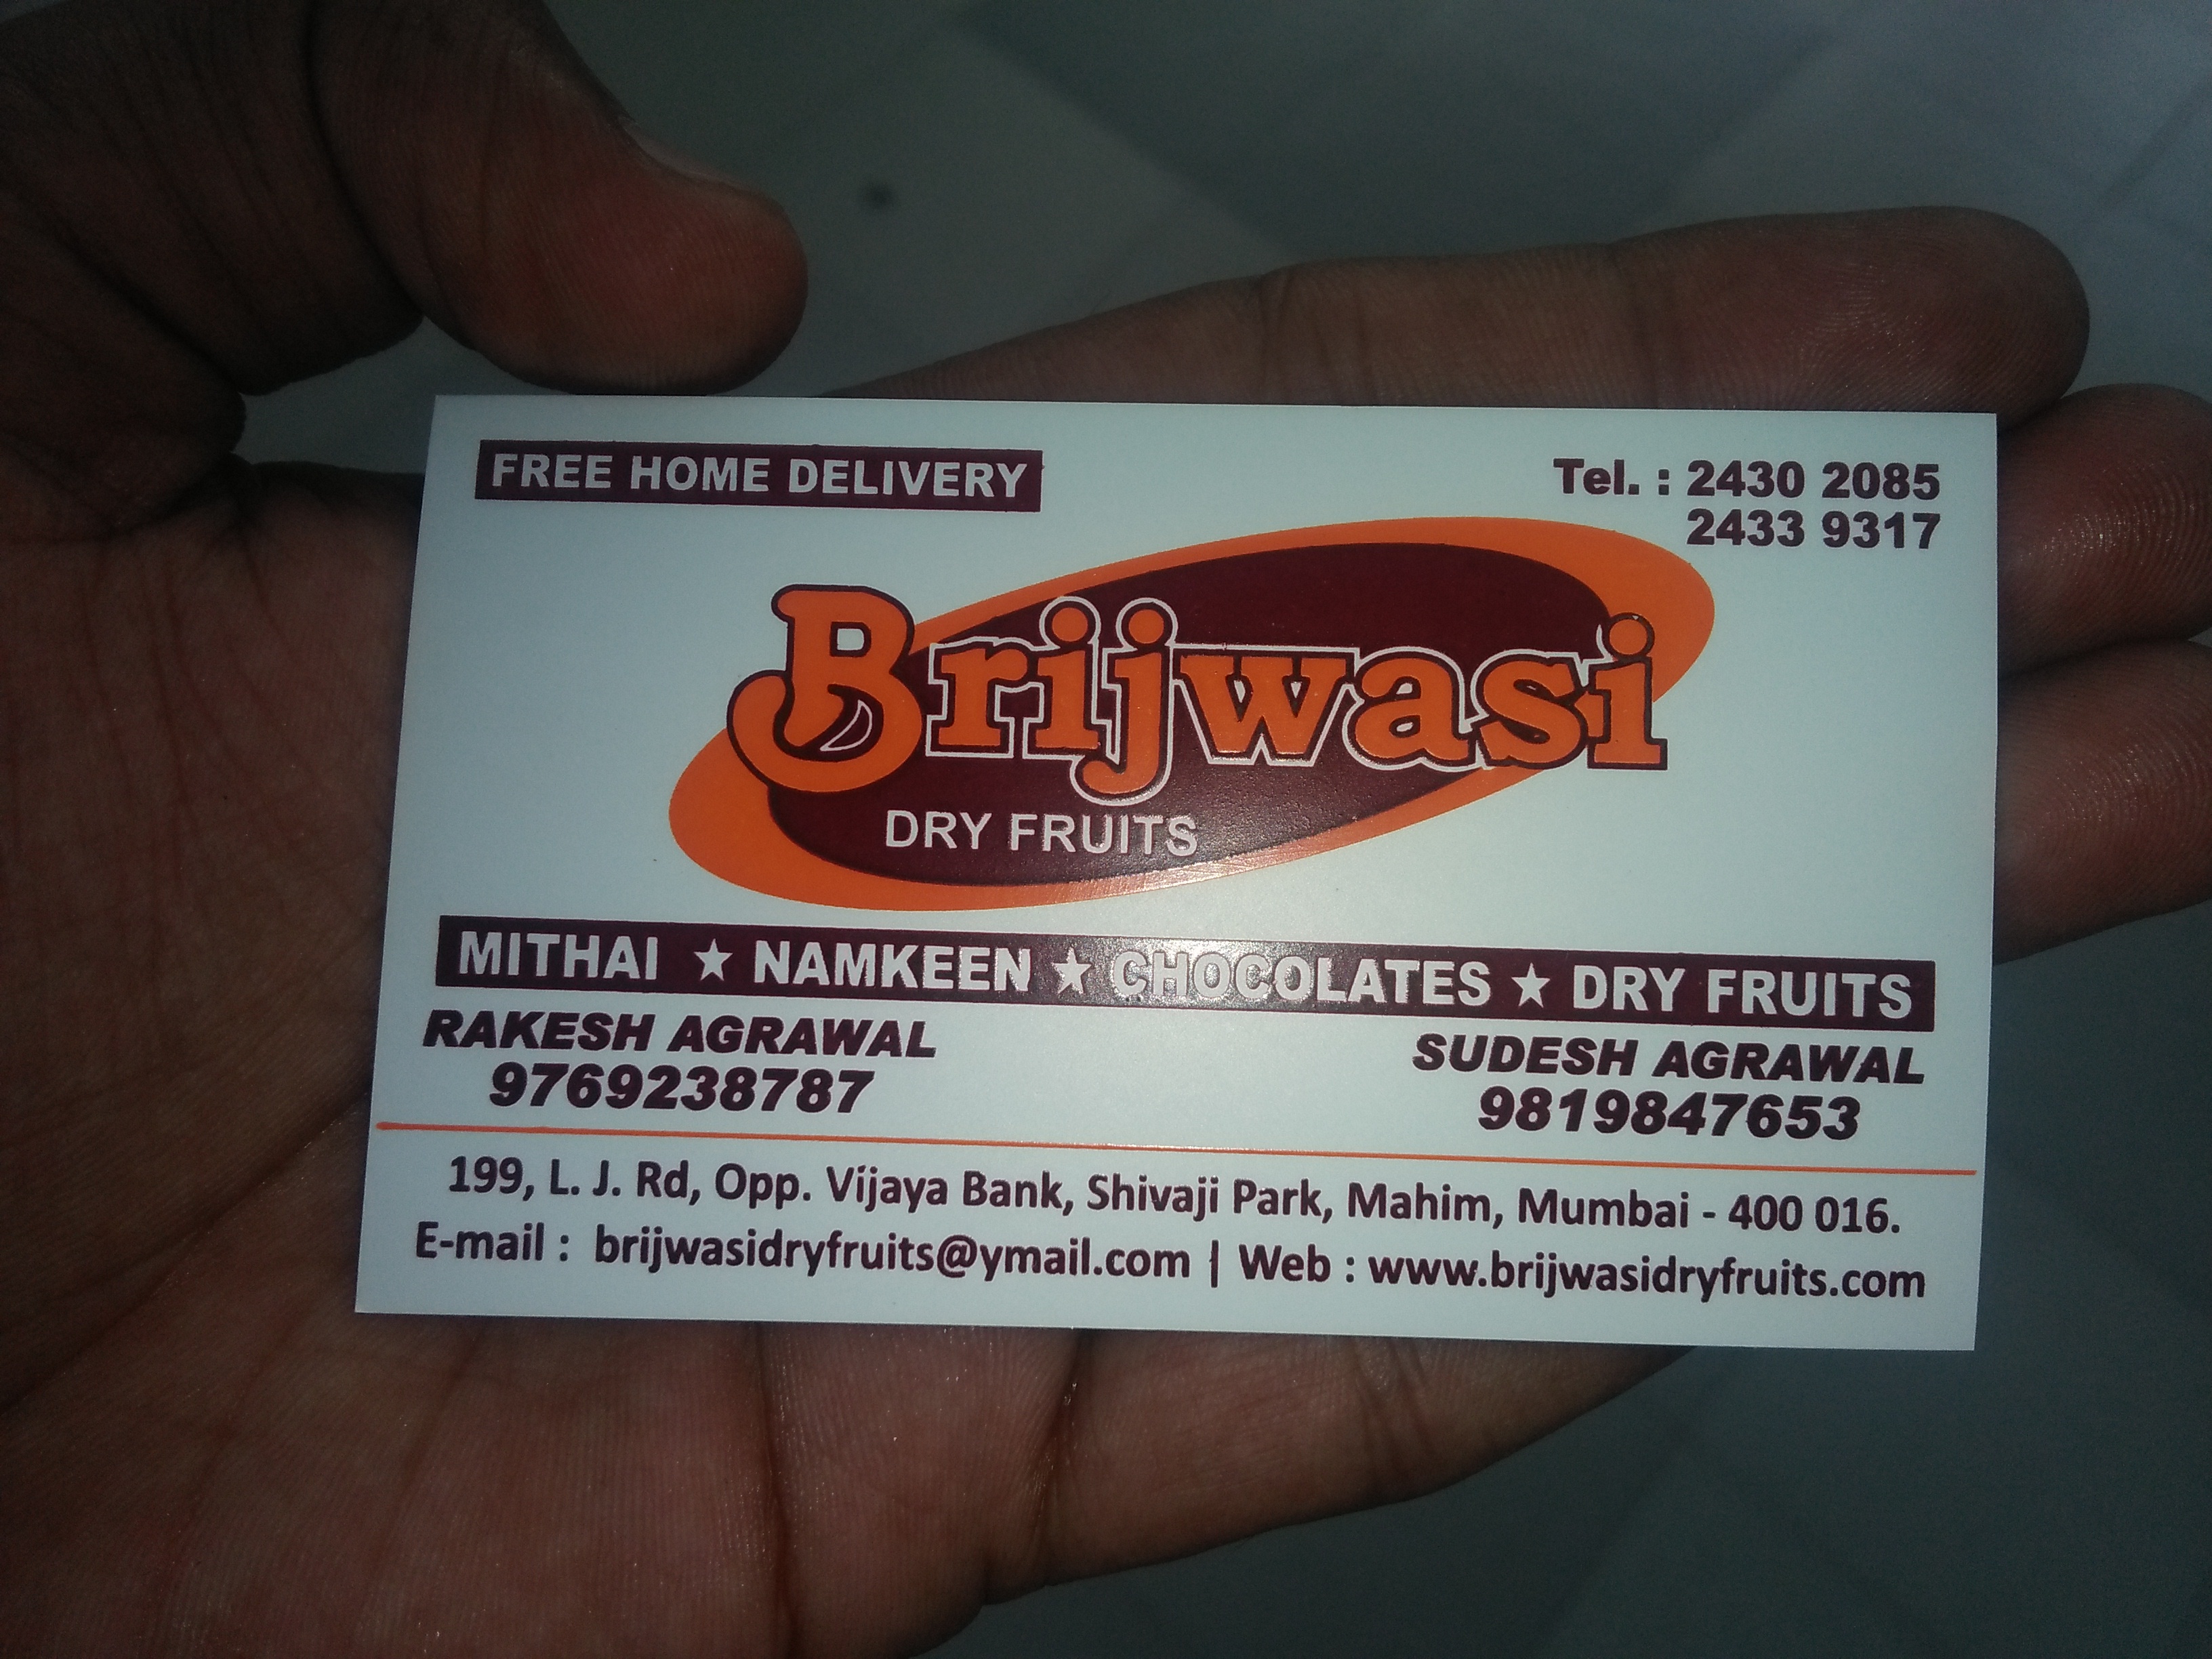 FREE HOME DELIVERY
Tel. : 2430 2085
2433 9317
Brijwasi
DRY FRUITS
MITHAI ★ NAMKEEN ★ CHOCOLATES ★ DRY FRUITS
RAKESH AGRAWAL
9769238787
SUDESH AGRAWAL
9819847653
199, L. J. Rd, Opp. Vijaya Bank, Shivaji Park, Mahim, Mumbai - 400 016.
E-mail : brijwasidryfruits@ymail.com | Web : www.brijwasidryfruits.com